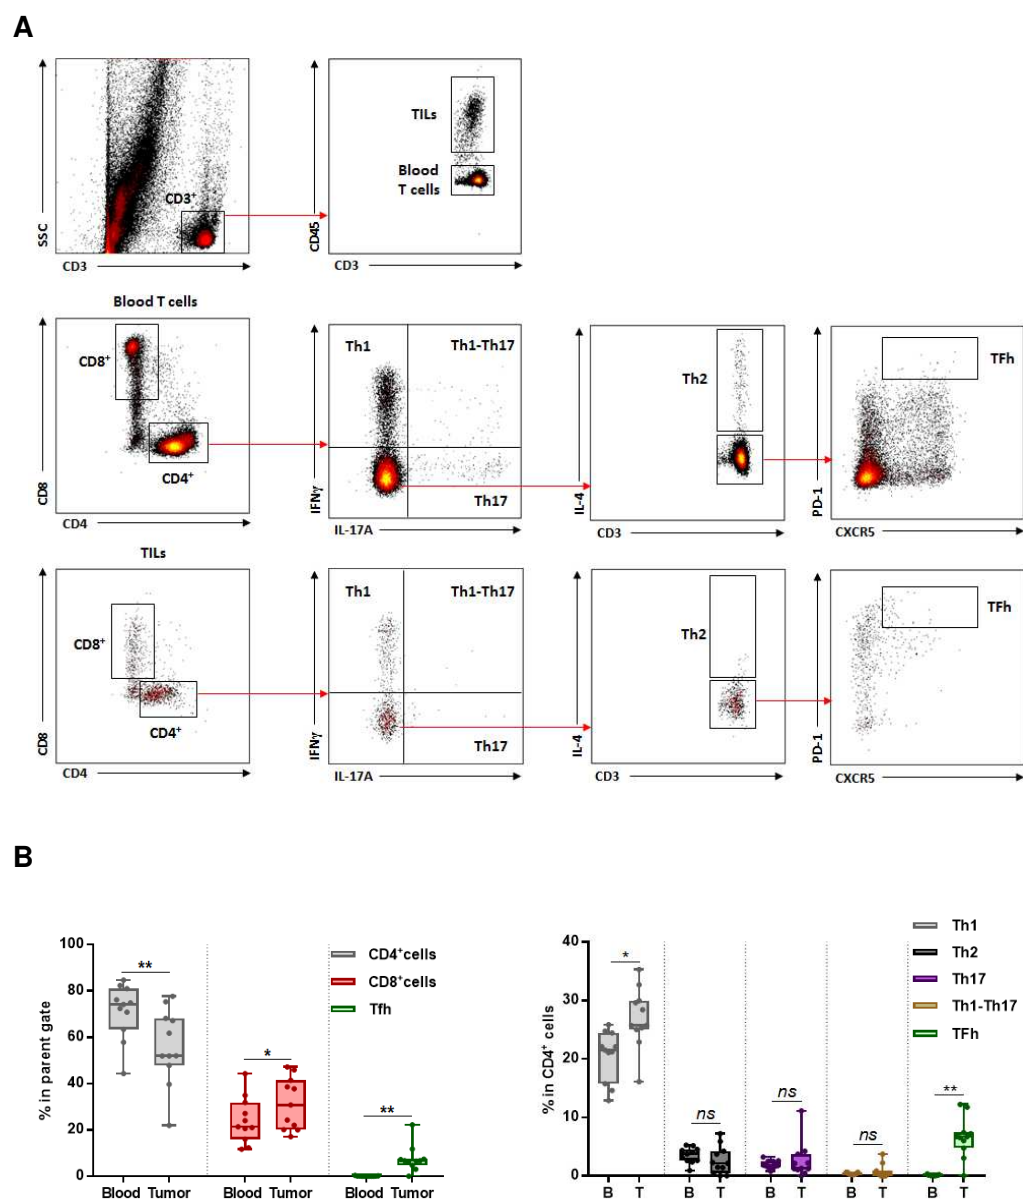 A
SSC
CD3⁺
CD3
CD45
TILs
Blood
T cells
CD3
Blood T cells
CD8
CD8⁺
CD4⁺
CD4
IFNγ
Th1
Th1-Th17
Th17
IL-17A
IL-4
Th2
CD3
PD-1
TFh
CXCR5
TILs
CD8
CD8⁺
CD4⁺
CD4
IFNγ
Th1
Th1-Th17
Th17
IL-17A
IL-4
Th2
CD3
PD-1
TFh
CXCR5
B
% in parent gate
100
80
60
40
20
0
**
*
**
CD4⁺cells
CD8⁺cells
Tfh
Blood Tumor Blood Tumor Blood Tumor
% in CD4⁺ cells
40
30
20
10
0
*
ns
ns
ns
**
Th1
Th2
Th17
Th1-Th17
TFh
B T B T B T B T B T